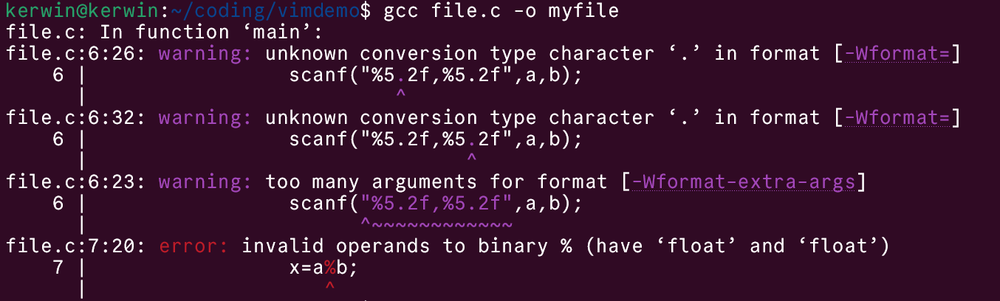 kerwin@kerwin:~/coding/vimdemo$ gcc file.c -o myfile
file.c: In function ‘main’:
file.c:6:26: warning: unknown conversion type character ‘.’ in format [-Wformat=]
    6 |                 scanf("%5.2f,%5.2f",a,b);
      |                          ^
file.c:6:32: warning: unknown conversion type character ‘.’ in format [-Wformat=]
    6 |                 scanf("%5.2f,%5.2f",a,b);
      |                                ^
file.c:6:23: warning: too many arguments for format [-Wformat-extra-args]
    6 |                 scanf("%5.2f,%5.2f",a,b);
      |                       ^~~~~~~~~~~~~
file.c:7:20: error: invalid operands to binary % (have ‘float’ and ‘float’)
    7 |                 x=a%b;
      |                    ^